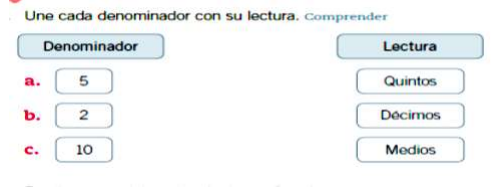 Une cada denominador con su lectura. Comprender
Denominador Lectura
a. 5 Quintos
b. 2 Décimos
c. 10 Medios